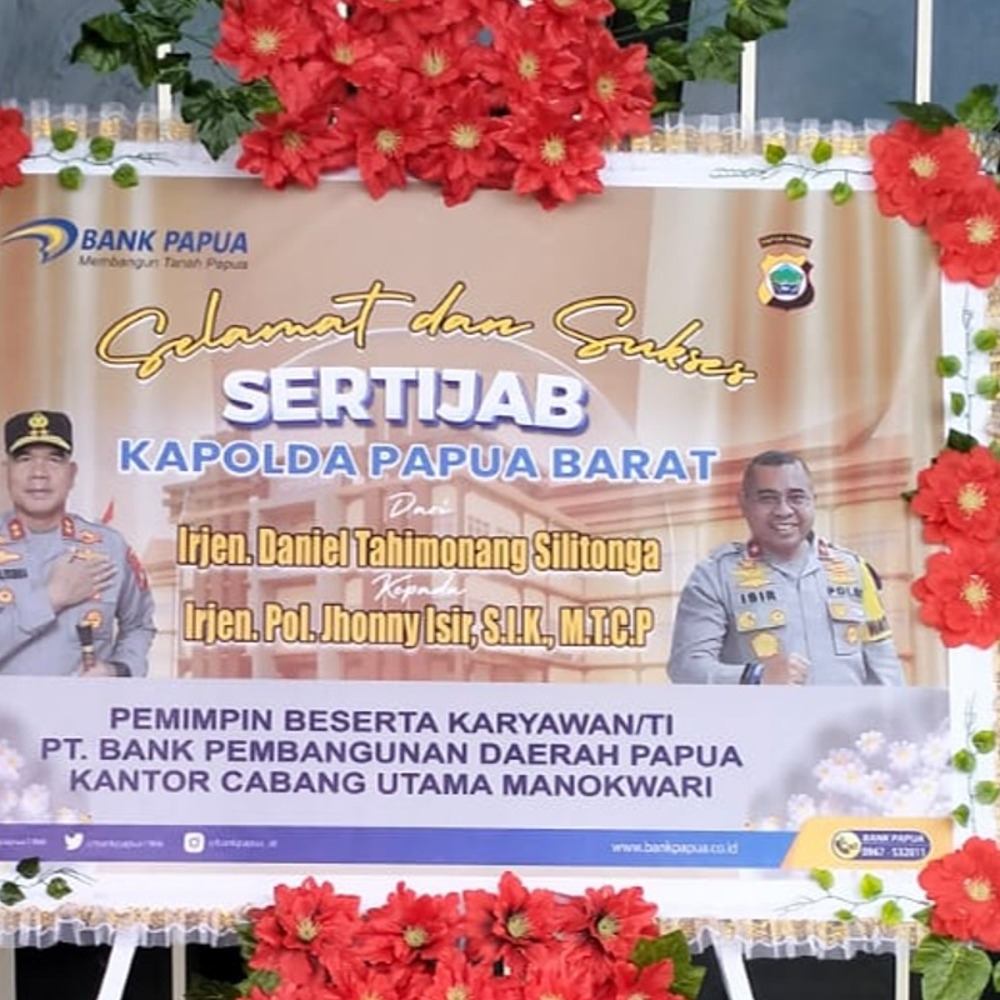 BANK PAPUA
Membangun Tanah Papua
Selamat dan Sukses
SERTIJAB
KAPOLDA PAPUA BARAT
Dari
Irjen. Daniel Tahimonang Silitonga
Kepada
Irjen. Pol. Jhonny Isir, S.I.K., M.T.C.P
ISIR
PEMIMPIN BESERTA KARYAWAN/TI
PT. BANK PEMBANGUNAN DAERAH PAPUA
KANTOR CABANG UTAMA MANOKWARI
www.bankpapua.co.id
BANK PAPUA